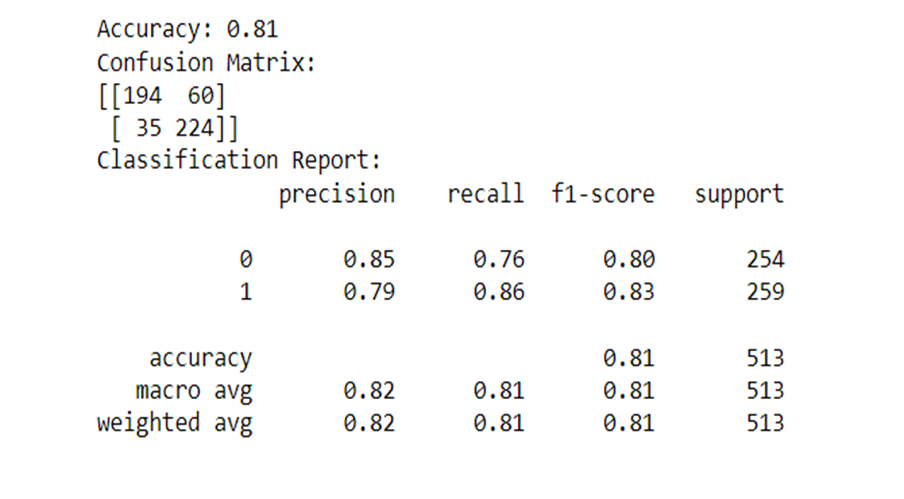 Accuracy: 0.81
Confusion Matrix:
[[194  60]
 [ 35 224]]
Classification Report:
              precision    recall  f1-score   support

           0       0.85      0.76      0.80       254
           1       0.79      0.86      0.83       259

    accuracy                           0.81       513
   macro avg       0.82      0.81      0.81       513
weighted avg       0.82      0.81      0.81       513